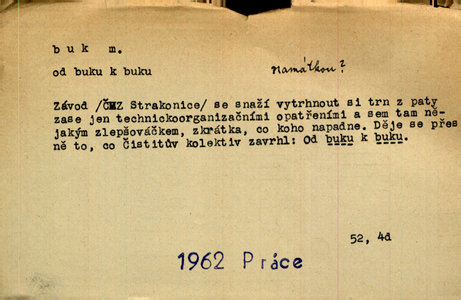 buk m.
od buku k buku
namátkou?
Závod /ČMZ Strakonice/ se snaží vytrhnout si trn z paty
zase jen technickoorganizačními opatřeními a sem tam ně-
jakým zlepšováčkem, zkrátka, co koho napadne. Děje se přes
ně to, co Čistitův kolektiv zavrhl: Od buku k buku.
52, 4d
1962 Práce